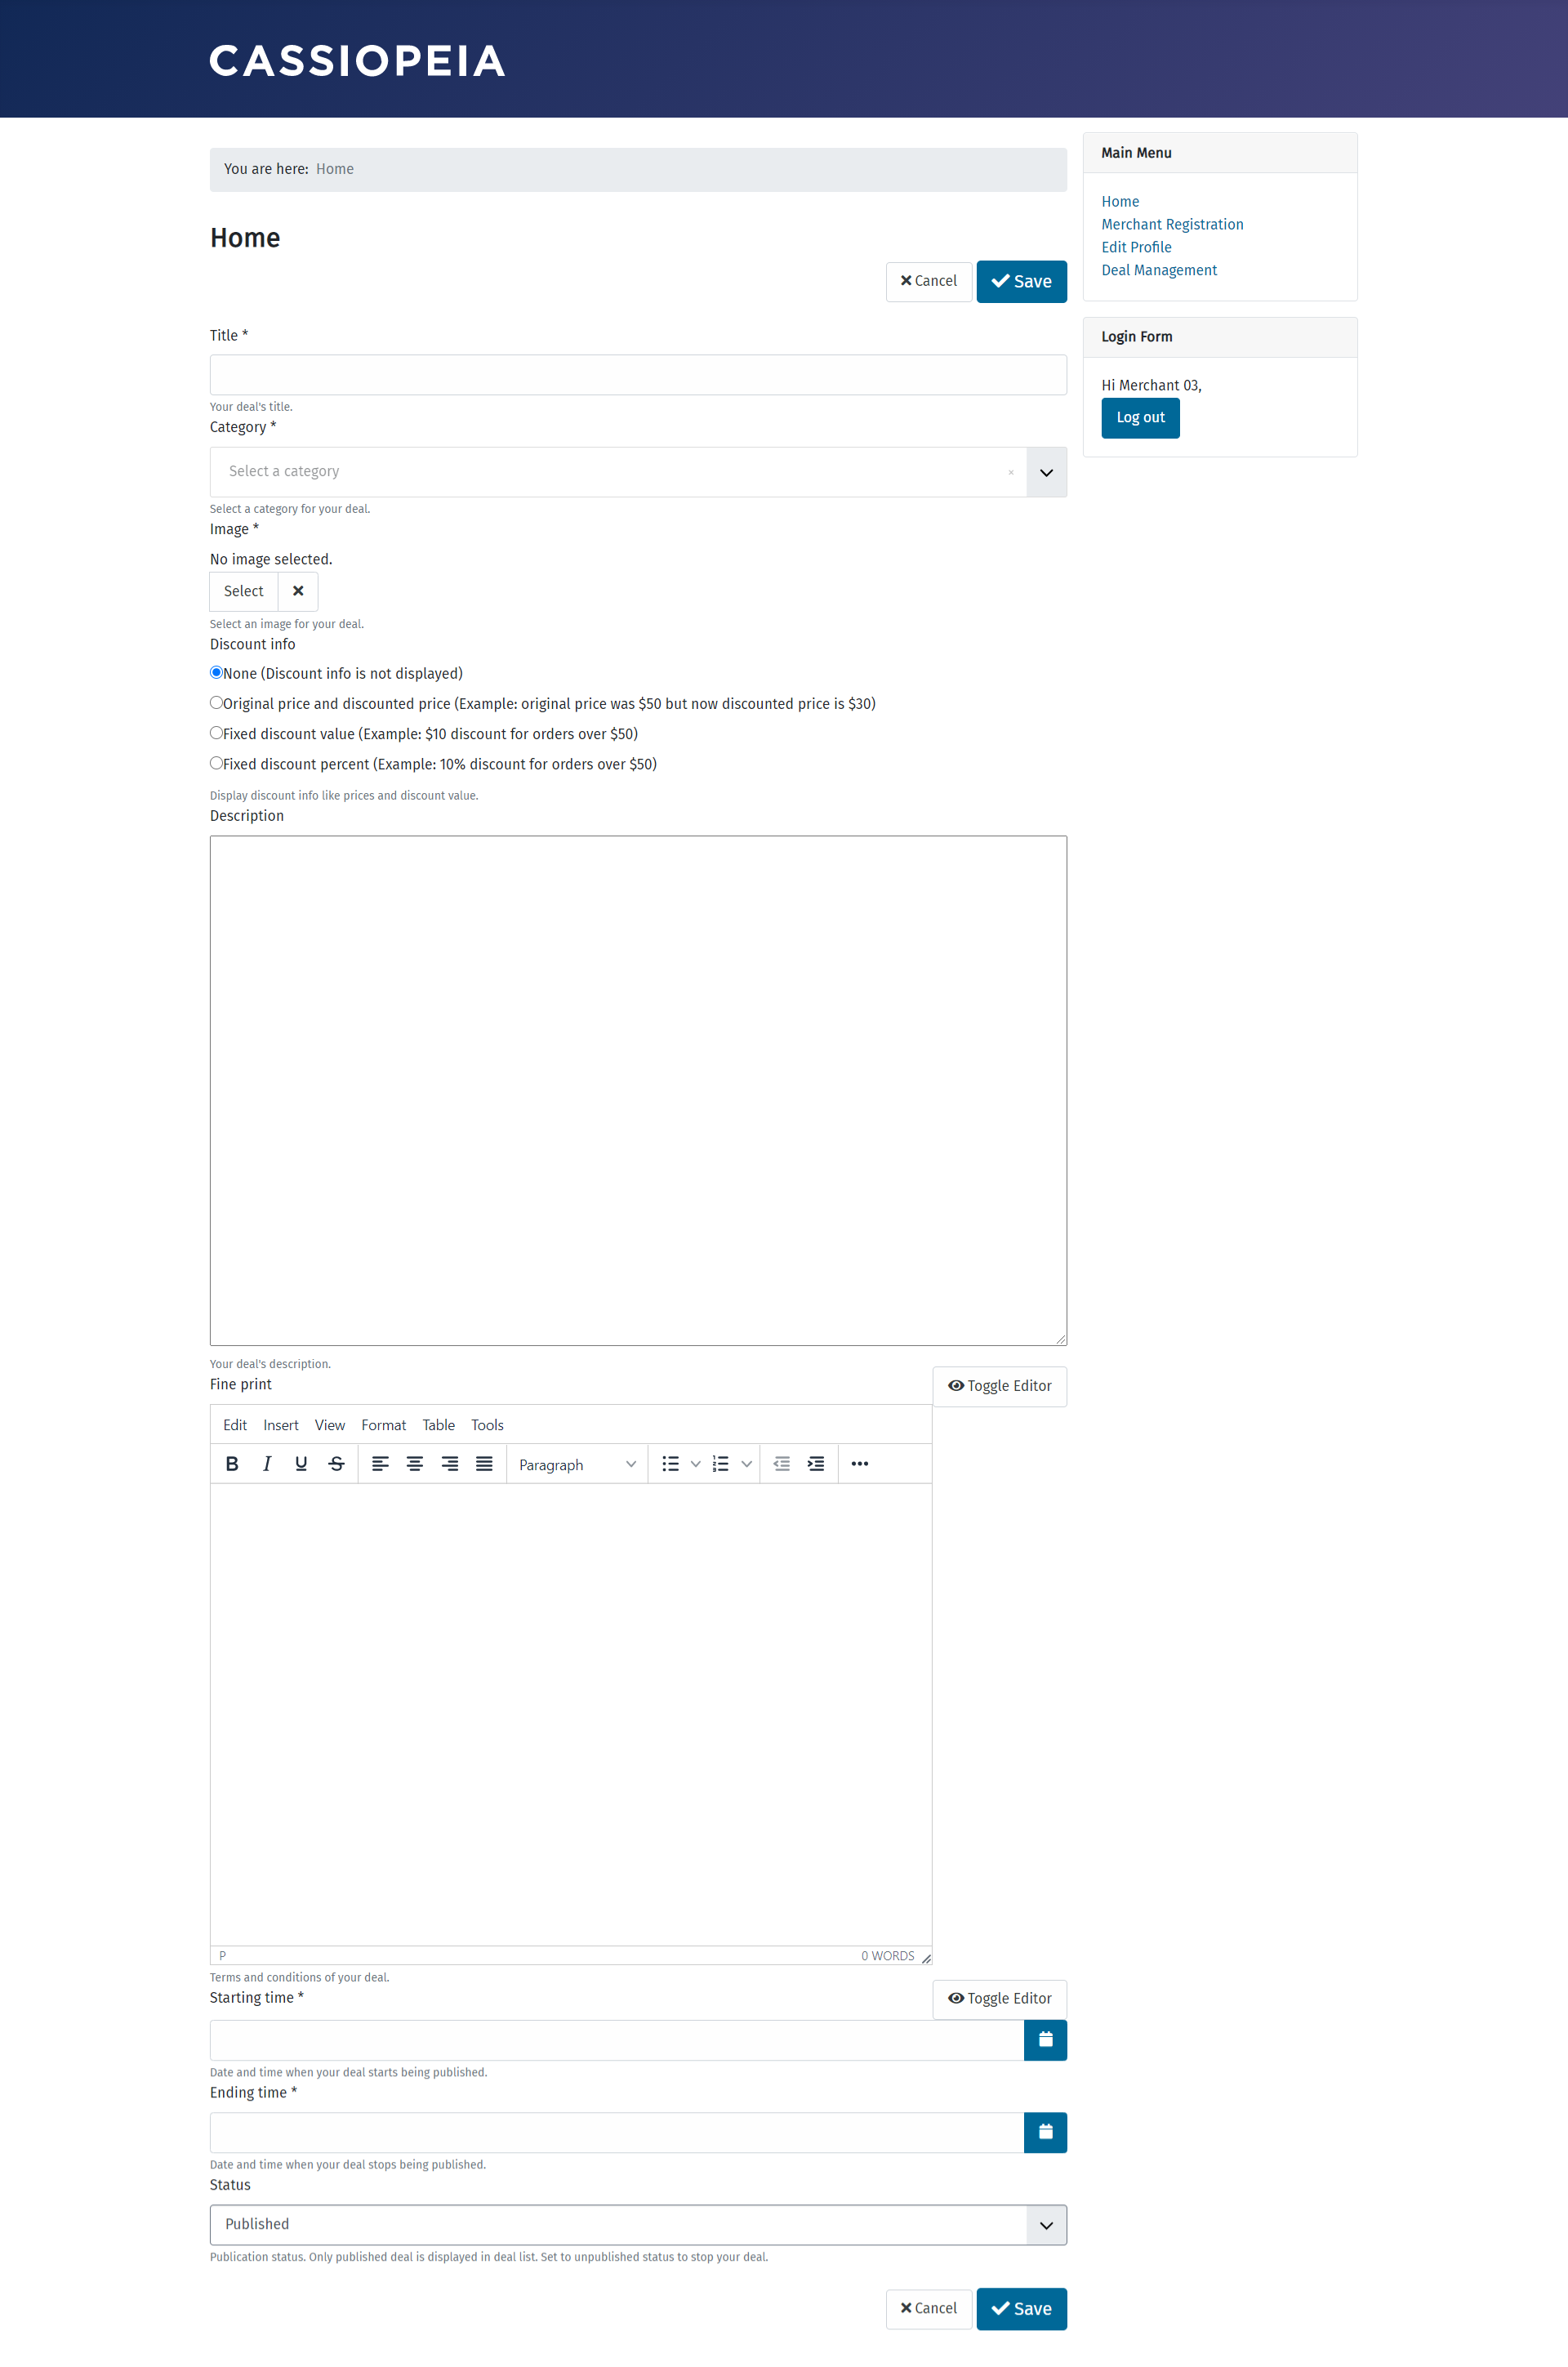 CASSIOPEIA
You are here: Home
Home
Cancel Save
Title *
Your deal's title.
Category *
Select a category ×
Select a category for your deal.
Image *
No image selected.
Select
Select an image for your deal.
Discount info
None (Discount info is not displayed)
Original price and discounted price (Example: original price was $50 but now discounted price is $30)
Fixed discount value (Example: $10 discount for orders over $50)
Fixed discount percent (Example: 10% discount for orders over $50)
Display discount info like prices and discount value.
Description
Your deal's description.
Toggle Editor
Fine print
Edit Insert View Format Table Tools
B I U S Paragraph
P 0 WORDS
Terms and conditions of your deal.
Toggle Editor
Starting time *
Date and time when your deal starts being published.
Ending time *
Date and time when your deal stops being published.
Status
Published
Publication status. Only published deal is displayed in deal list. Set to unpublished status to stop your deal.
Cancel Save
Main Menu
Home
Merchant Registration
Edit Profile
Deal Management
Login Form
Hi Merchant 03,
Log out